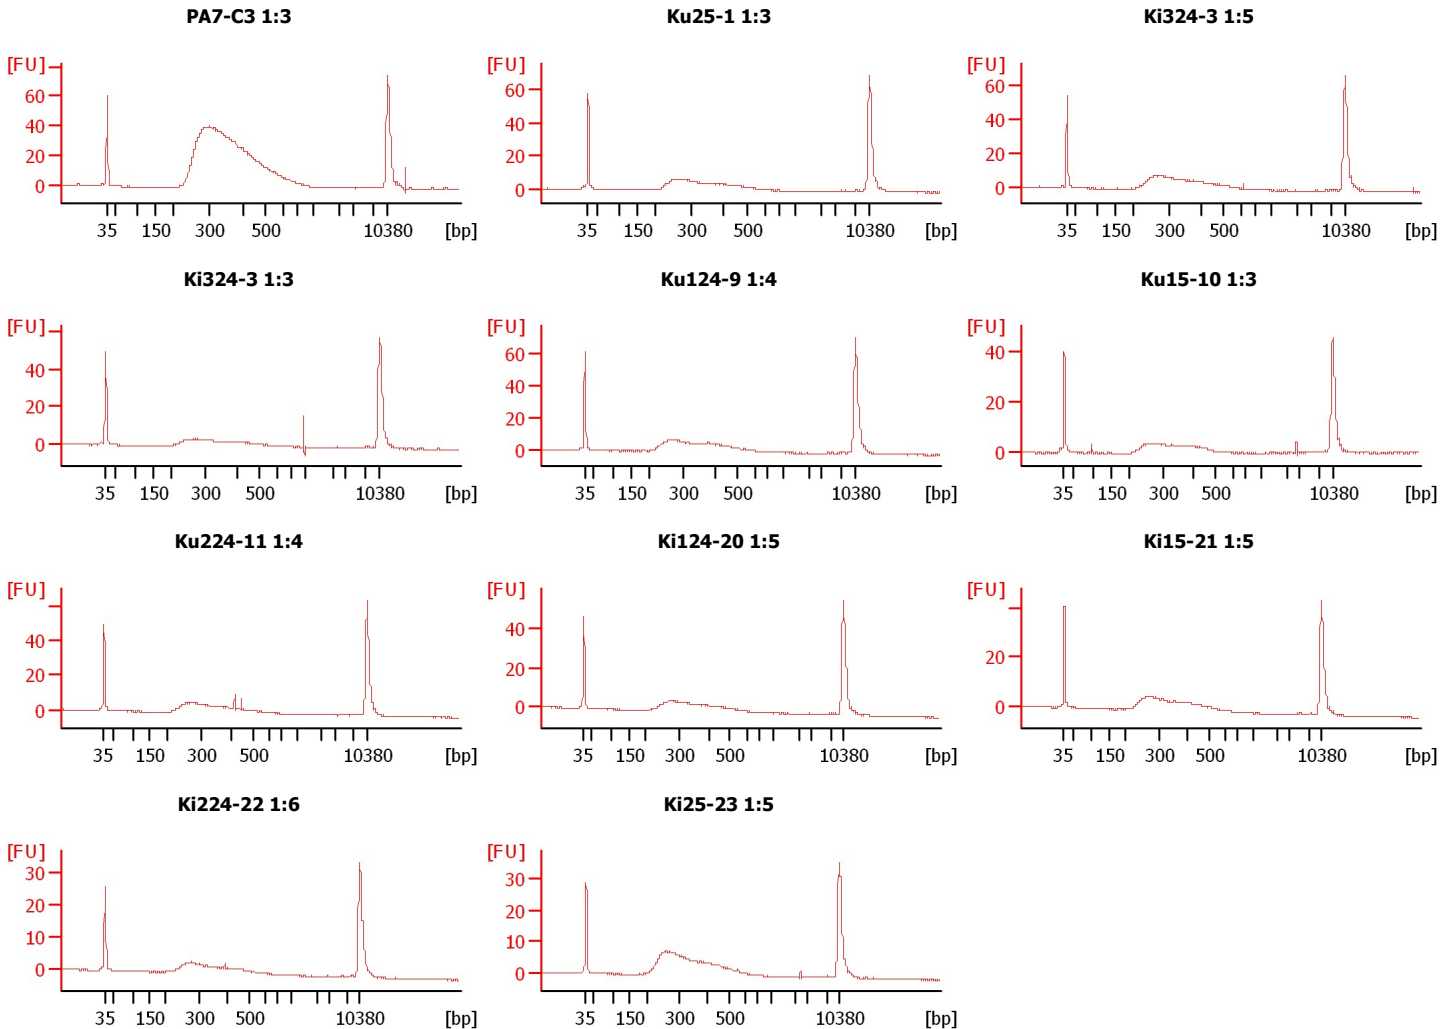 PA7-C3 1:3
[FU]
60
40
20
0
35 150 300 500 10380 [bp]
Ku25-1 1:3
[FU]
60
40
20
0
35 150 300 500 10380 [bp]
Ki324-3 1:5
[FU]
60
40
20
0
35 150 300 500 10380 [bp]
Ki324-3 1:3
[FU]
40
20
0
35 150 300 500 10380 [bp]
Ku124-9 1:4
[FU]
60
40
20
0
35 150 300 500 10380 [bp]
Ku15-10 1:3
[FU]
40
20
0
35 150 300 500 10380 [bp]
Ku224-11 1:4
[FU]
40
20
0
35 150 300 500 10380 [bp]
Ki124-20 1:5
[FU]
40
20
0
35 150 300 500 10380 [bp]
Ki15-21 1:5
[FU]
20
0
35 150 300 500 10380 [bp]
Ki224-22 1:6
[FU]
30
20
10
0
35 150 300 500 10380 [bp]
Ki25-23 1:5
[FU]
30
20
10
0
35 150 300 500 10380 [bp]